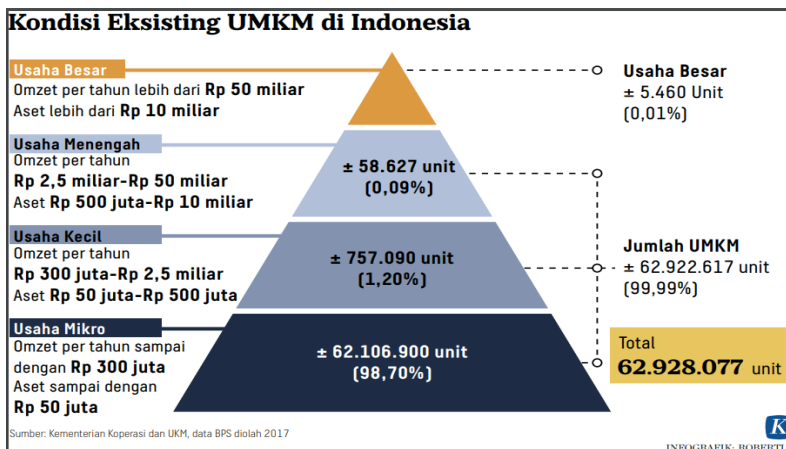 Kondisi Eksisting UMKM di Indonesia
Usaha Besar
Omzet per tahun lebih dari Rp 50 miliar
Aset lebih dari Rp 10 miliar
Usaha Menengah
Omzet per tahun
Rp 2,5 miliar-Rp 50 miliar
Aset Rp 500 juta-Rp 10 miliar
Usaha Kecil
Omzet per tahun
Rp 300 juta-Rp 2,5 miliar
Aset Rp 50 juta-Rp 500 juta
Usaha Mikro
Omzet per tahun sampai
dengan Rp 300 juta
Aset sampai dengan
Rp 50 juta
± 58.627 unit
(0,09%)
± 757.090 unit
(1,20%)
± 62.106.900 unit
(98,70%)
Usaha Besar
± 5.460 Unit
(0,01%)
Jumlah UMKM
± 62.922.617 unit
(99,99%)
Total
62.928.077 unit
Sumber: Kementerian Koperasi dan UKM, data BPS diolah 2017
K
INFOGRAFIK: